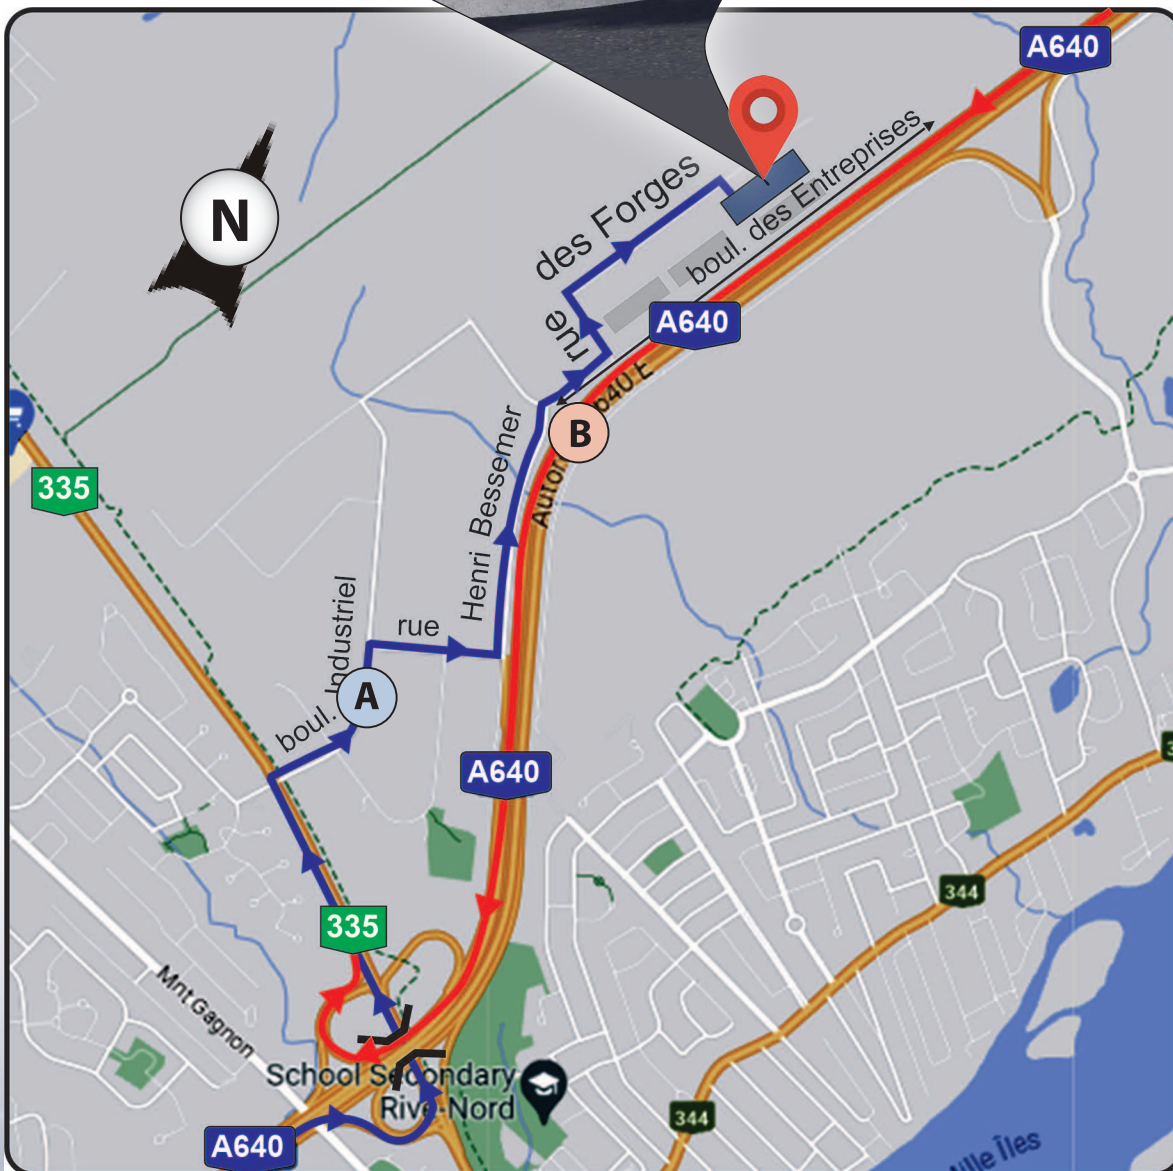 A640
N
des Forges
boul. des Entreprises
rue
A640
B
335
Henri Bessemer
boul. Industriel
rue
A
A640
344
335
Mnt Gagnon
School Secondary
Rive-Nord
344
A640
Mille Îles